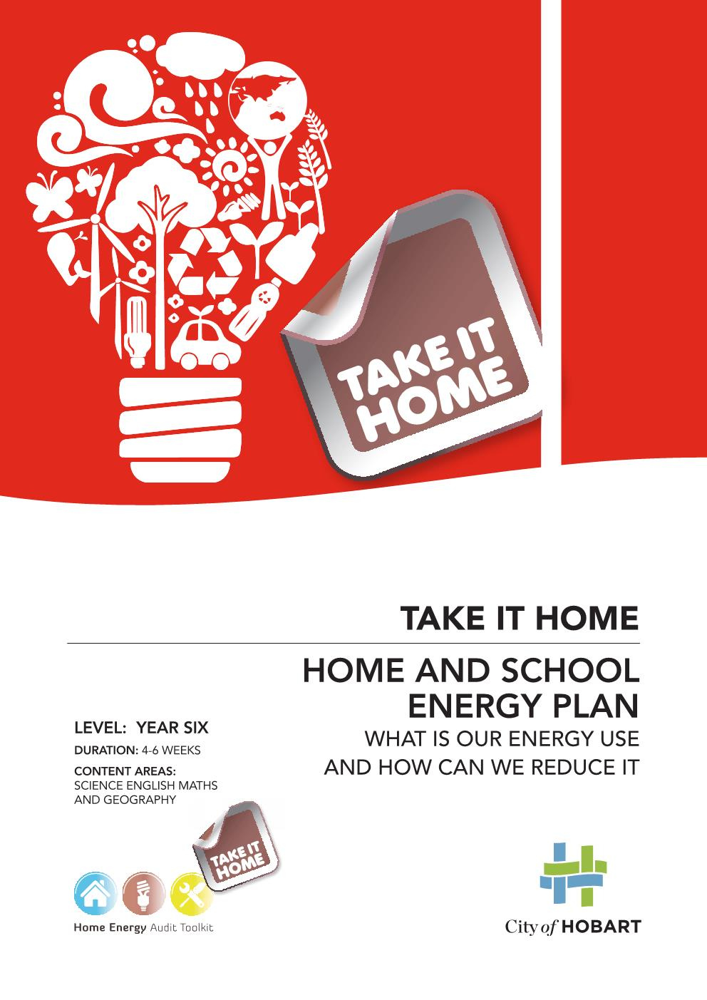 TAKE IT
HOME
TAKE IT HOME
HOME AND SCHOOL
ENERGY PLAN
WHAT IS OUR ENERGY USE
AND HOW CAN WE REDUCE IT
LEVEL: YEAR SIX
DURATION: 4-6 WEEKS
CONTENT AREAS:
SCIENCE ENGLISH MATHS
AND GEOGRAPHY
TAKE IT
HOME
Home Energy Audit Toolkit
City of HOBART